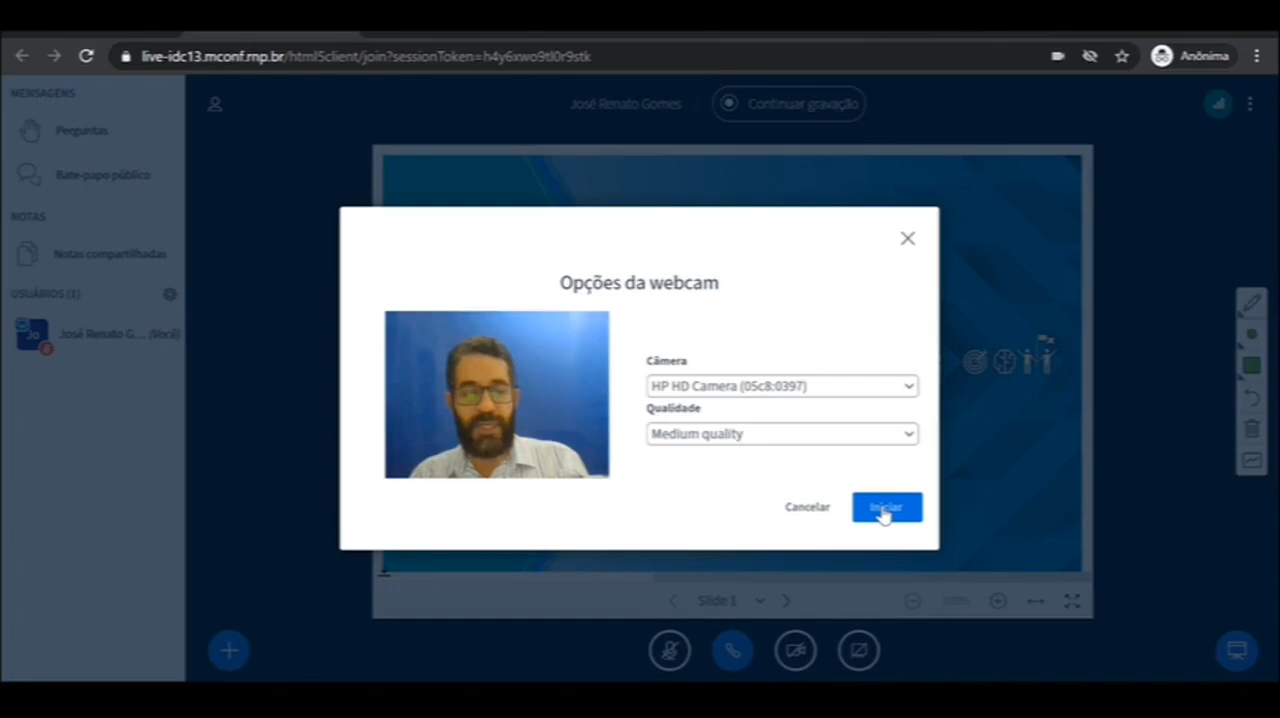 live-idc13.mconf.rnp.br/html5client/join?sessionToken=h4y6xwo9tl0r9stk
Anônima
MENSAGENS
José Renato Gomes
Continuar gravação
Perguntas
Bate-papo público
NOTAS
Notas compartilhadas
USUÁRIOS (1)
Jo
José Renato G... (Você)
Opções da webcam
Câmera
HP HD Camera (05c8:0397)
Qualidade
Medium quality
Cancelar
Iniciar
Slide 1